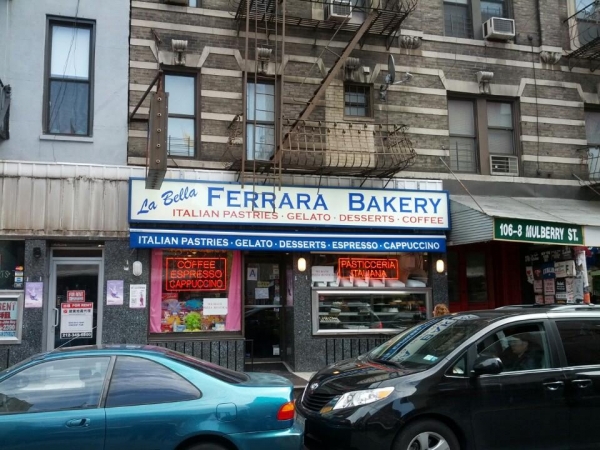 La Bella FERRARA BAKERY
ITALIAN PASTRIES · GELATO · DESSERTS · COFFEE
ITALIAN PASTRIES · GELATO · DESSERTS · ESPRESSO · CAPPUCCINO
106-8 MULBERRY ST.
COFFEE
ESPRESSO
CAPPUCCINO
PASTICCERIA
ITALIANA
A